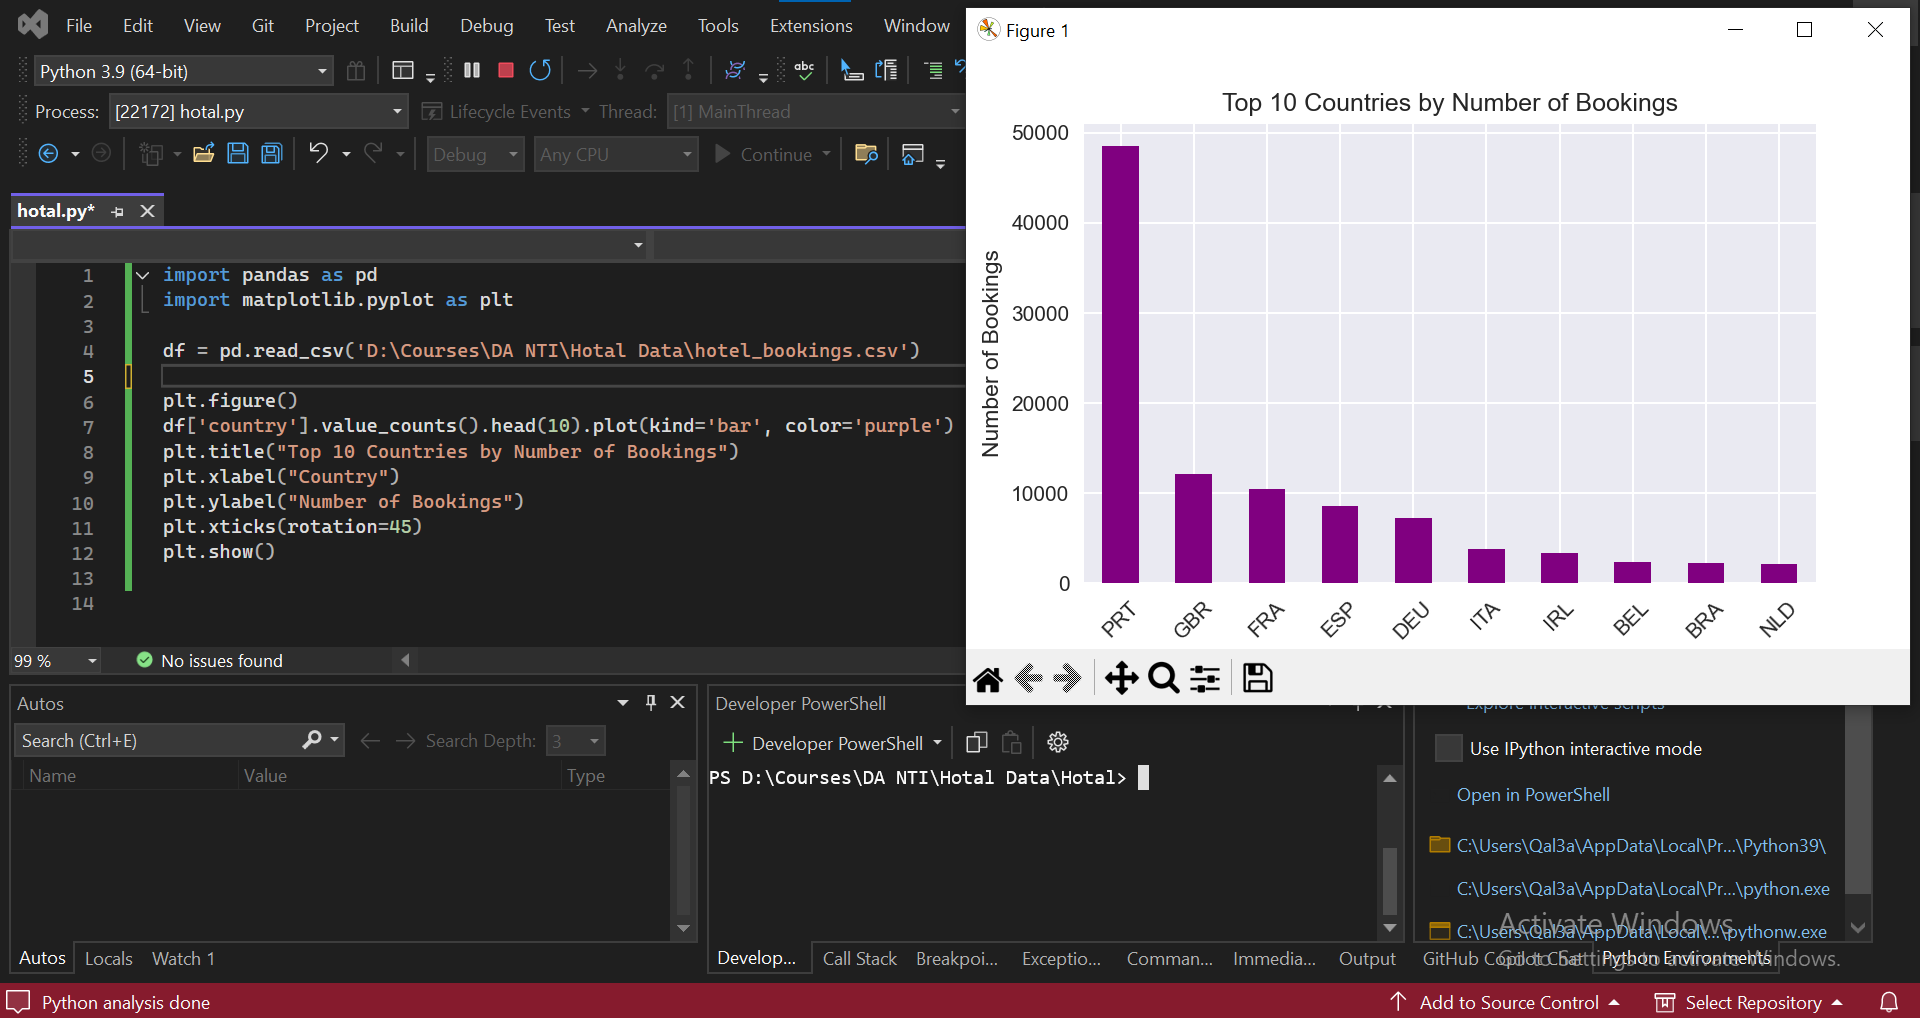 File Edit View Git Project Build Debug Test Analyze Tools Extensions Window
Python 3.9 (64-bit)
abc
Process: [22172] hotal.py Lifecycle Events Thread: [1] MainThread
Debug Any CPU Continue
hotal.py*
1 import pandas as pd
2 import matplotlib.pyplot as plt
3
4 df = pd.read_csv('D:\Courses\DA NTI\Hotal Data\hotel_bookings.csv')
5
6 plt.figure()
7 df['country'].value_counts().head(10).plot(kind='bar', color='purple')
8 plt.title("Top 10 Countries by Number of Bookings")
9 plt.xlabel("Country")
10 plt.ylabel("Number of Bookings")
11 plt.xticks(rotation=45)
12 plt.show()
13
14
99 % No issues found
Figure 1
Top 10 Countries by Number of Bookings
Number of Bookings
50000
40000
30000
20000
10000
0
PRT GBR FRA ESP DEU ITA IRL BEL BRA NLD
Autos
Search (Ctrl+E) Search Depth: 3
Name Value Type
Autos Locals Watch 1
Developer PowerShell
Developer PowerShell
PS D:\Courses\DA NTI\Hotal Data\Hotal>
Develop... Call Stack Breakpoi... Exceptio... Comman... Immedia... Output GitHub Copilot Chat Python Environments
Explore interactive scripts
Use IPython interactive mode
Open in PowerShell
C:\Users\Qal3a\AppData\Local\Pr...\Python39\
C:\Users\Qal3a\AppData\Local\Pr...\python.exe
C:\Users\Qal3a\AppData\Local\...\pythonw.exe
Activate Windows
Go to Settings to activate Windows.
Python analysis done
Add to Source Control Select Repository